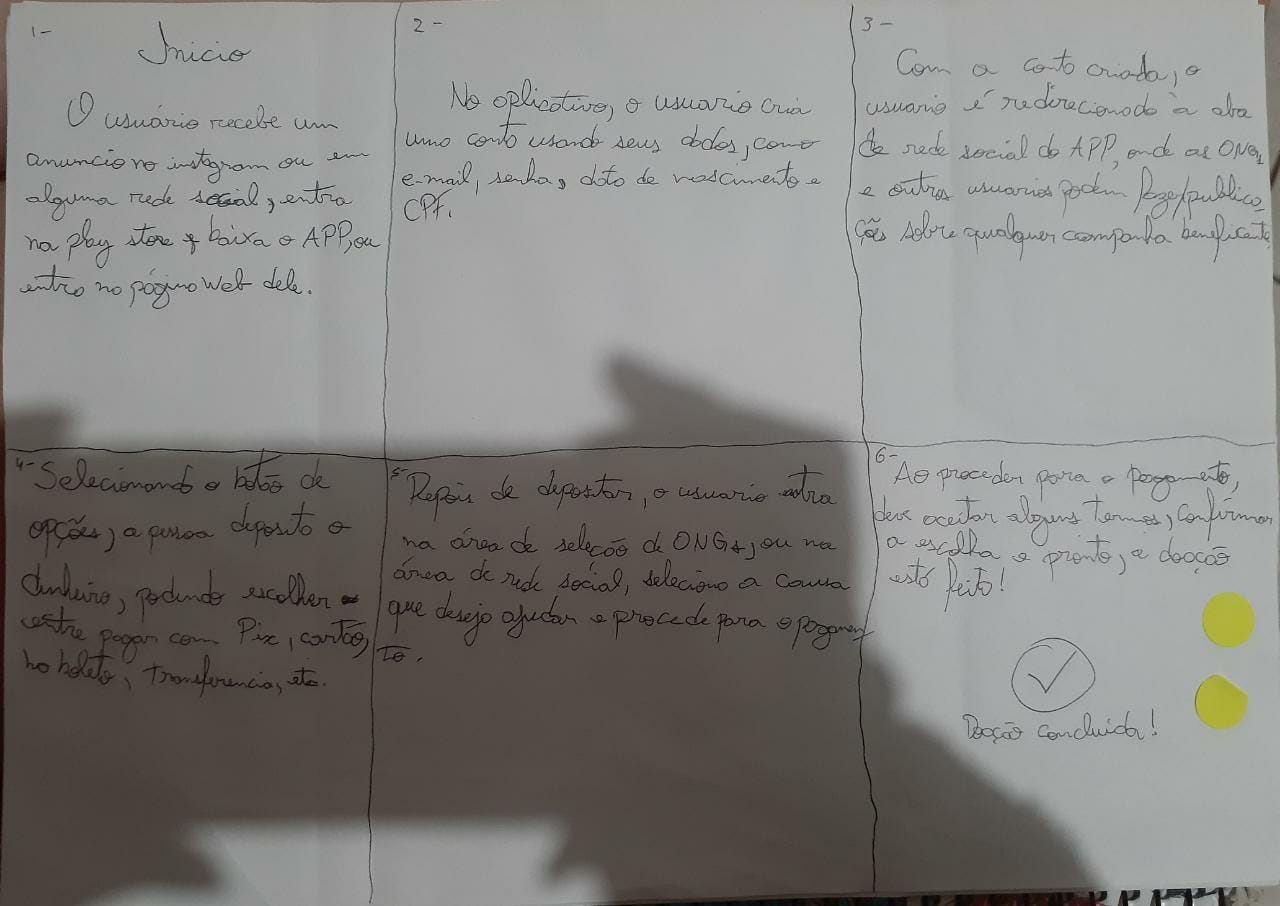 1-
Inicio
O usuário recebe um
anuncio no instagram ou em
alguma rede social, entra
na play store e baixa o APP, ou
entra na página web dele.
2-
No aplicativo, o usuario cria
uma conta usando seus dados, como
e-mail, senha, data de nascimento e
CPF.
3-
Com a conta criada, o
usuario é redirecionado à aba
de rede social do APP, onde as ONGs
e outros usuarios podem fazer publica-
ções sobre qualquer campanha beneficente
4- Selecionando o botão de
opções, a pessoa deposita o
dinheiro, podendo escolher
entre pagar com Pix, cartão,
no boleto, transferencia, etc.
5- Depois de depositar, o usuario entra
na área de seleção de ONGs, ou na
área de rede social, seleciona a causa
que deseja ajudar e procede para o pagamen
to.
6-
Ao proceder para o pagamento,
deve aceitar alguns termos, confirmar
a escolha e pronto, a doação
está feita!
Doação concluida!